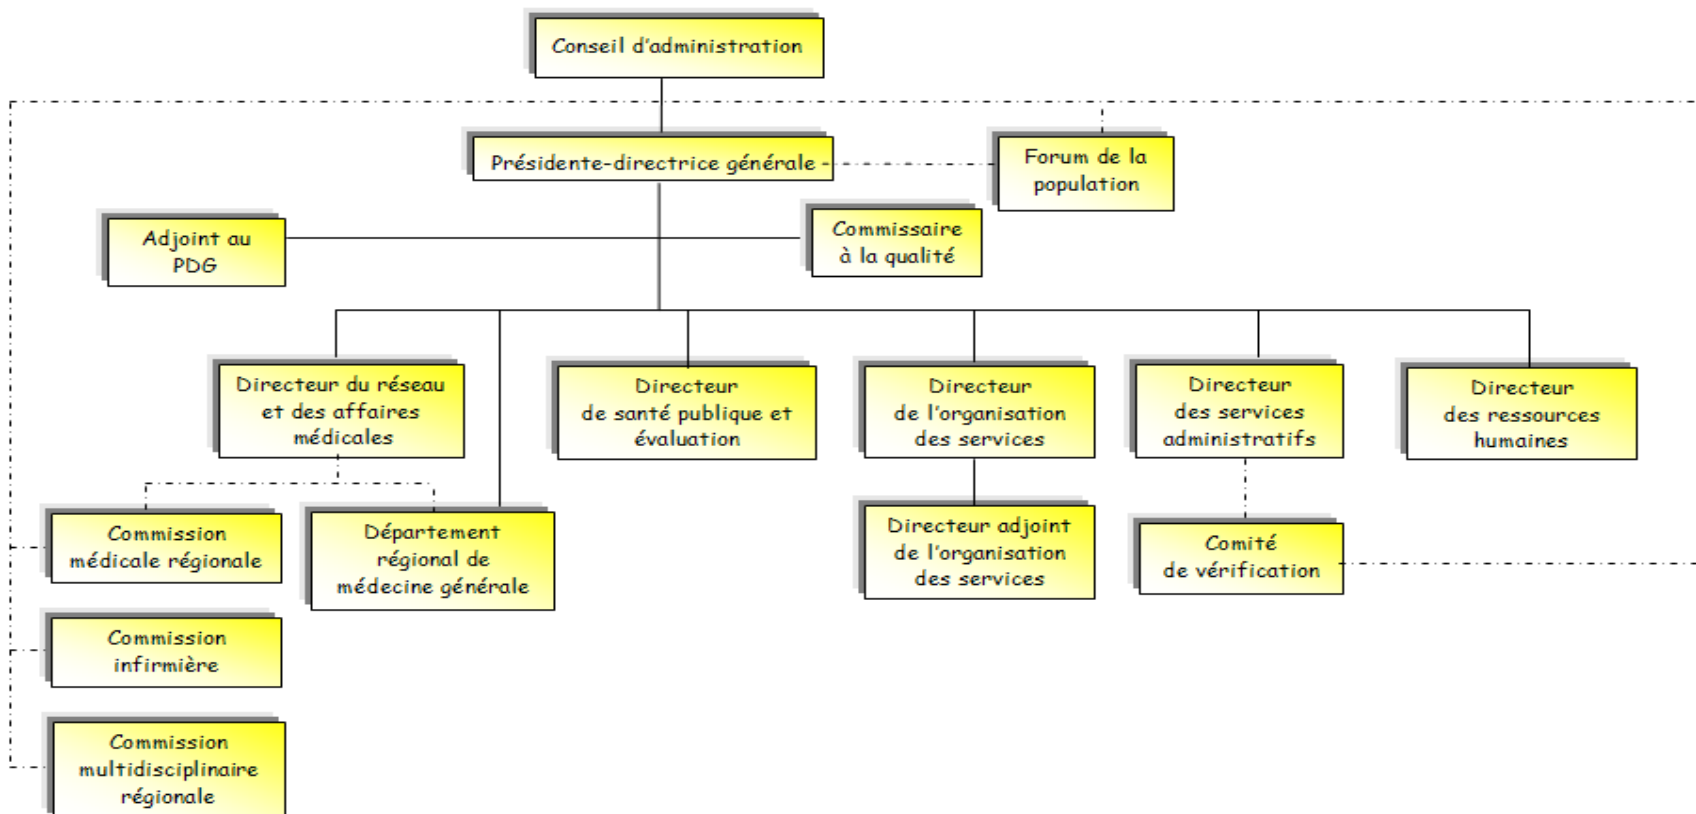 Conseil d'administration
Présidente-directrice générale
Forum de la
population
Adjoint au
PDG
Commissaire
à la qualité
Directeur du réseau
et des affaires
médicales
Directeur
de santé publique et
évaluation
Directeur
de l'organisation
des services
Directeur
des services
administratifs
Directeur
des ressources
humaines
Commission
médicale régionale
Département
régional de
médecine générale
Directeur adjoint
de l'organisation
des services
Comité
de vérification
Commission
infirmière
Commission
multidisciplinaire
régionale